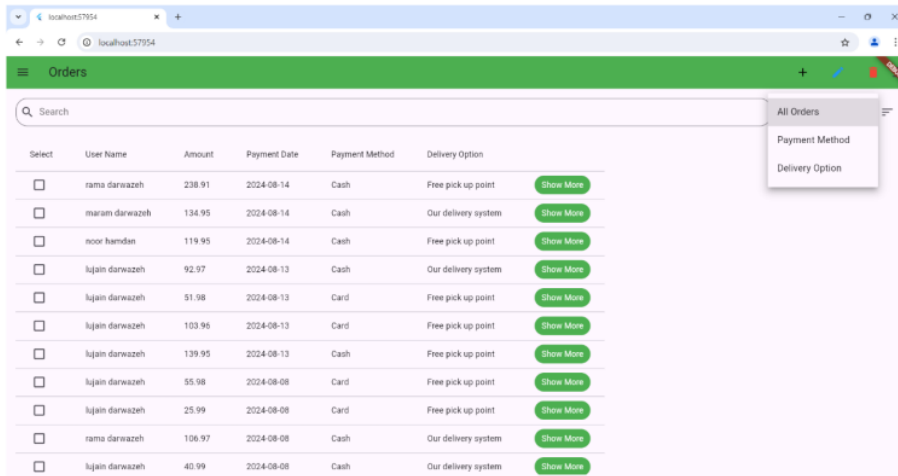 localhost:57954
localhost:57954
Orders
Search
All Orders
Payment Method
Delivery Option
Select User Name Amount Payment Date Payment Method Delivery Option
rama darwazeh 238.91 2024-08-14 Cash Free pick up point Show More
maram darwazeh 134.95 2024-08-14 Cash Our delivery system Show More
noor hamdan 119.95 2024-08-14 Cash Free pick up point Show More
lujain darwazeh 92.97 2024-08-13 Cash Our delivery system Show More
lujain darwazeh 51.98 2024-08-13 Card Free pick up point Show More
lujain darwazeh 103.96 2024-08-13 Card Free pick up point Show More
lujain darwazeh 139.95 2024-08-13 Cash Free pick up point Show More
lujain darwazeh 55.98 2024-08-08 Card Free pick up point Show More
lujain darwazeh 25.99 2024-08-08 Card Free pick up point Show More
rama darwazeh 106.97 2024-08-08 Cash Our delivery system Show More
lujain darwazeh 40.99 2024-08-08 Cash Our delivery system Show More